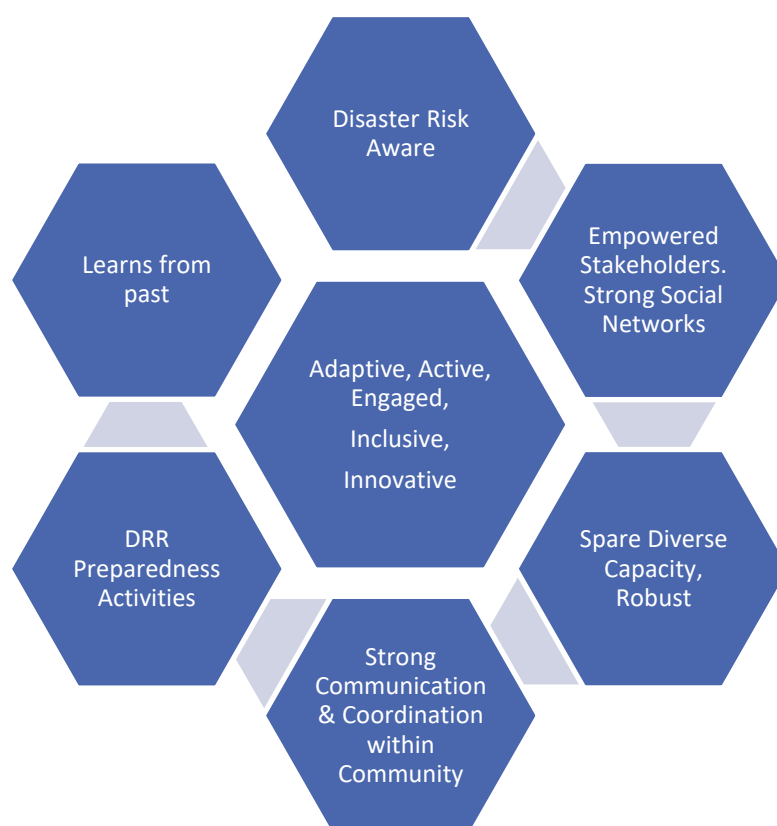 Disaster Risk
Aware
Empowered
Stakeholders.
Strong Social
Networks
Spare Diverse
Capacity,
Robust
Strong
Communication
& Coordination
within
Community
DRR
Preparedness
Activities
Learns from
past
Adaptive, Active,
Engaged,
Inclusive,
Innovative